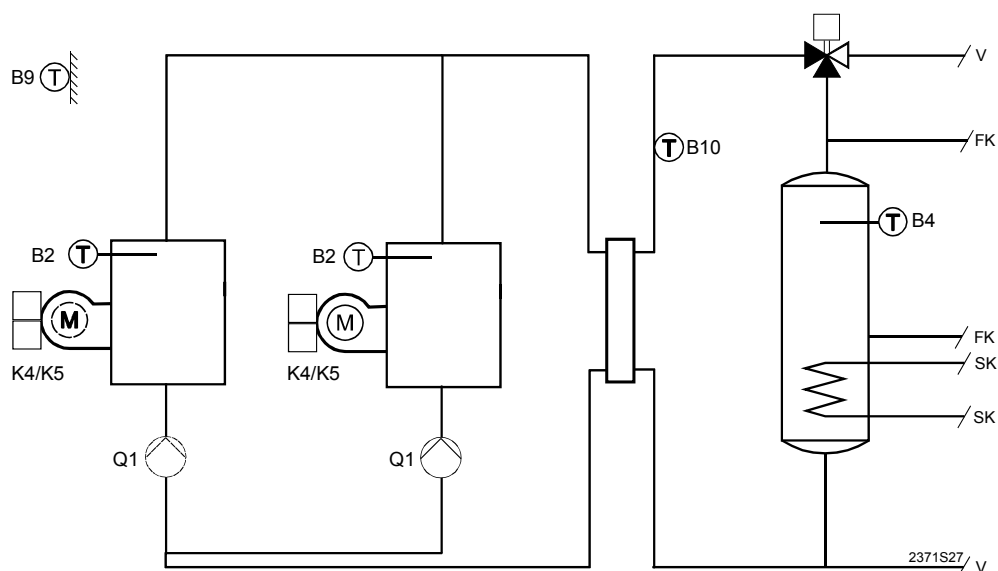 V
B9 T
FK
T B10
T B4
B2 T
B2 T
M
M
FK
K4/K5
K4/K5
SK
SK
Q1
Q1
2371S27
V